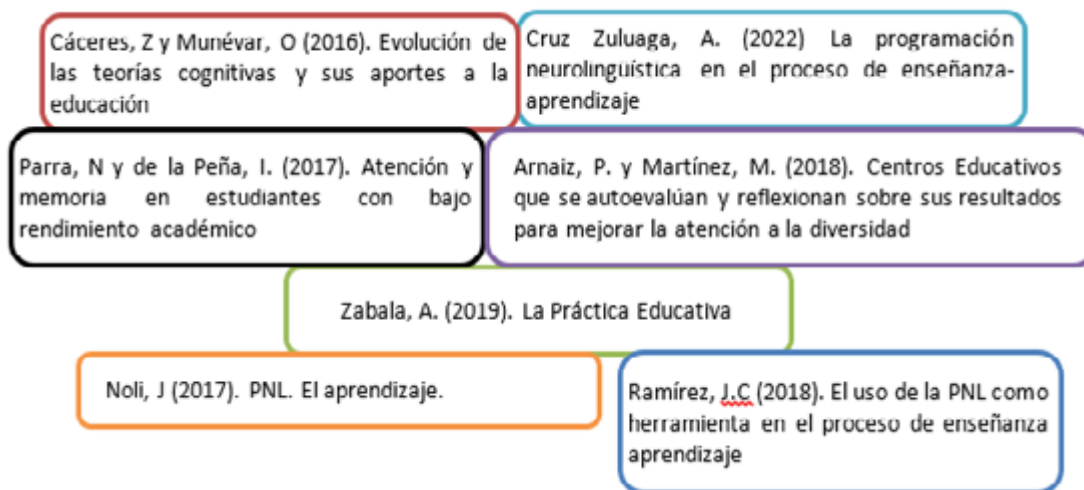 Cáceres, Z y Munévar, O (2016). Evolución de
las teorías cognitivas y sus aportes a la
educación
Cruz Zuluaga, A. (2022) La programación
neurolingüística en el proceso de enseñanza-
aprendizaje
Parra, N y de la Peña, I. (2017). Atención y
memoria en estudiantes con bajo
rendimiento académico
Arnaiz, P. y Martínez, M. (2018). Centros Educativos
que se autoevalúan y reflexionan sobre sus resultados
para mejorar la atención a la diversidad
Zabala, A. (2019). La Práctica Educativa
Noli, J (2017). PNL. El aprendizaje.
Ramírez, J.C (2018). El uso de la PNL como
herramienta en el proceso de enseñanza
aprendizaje